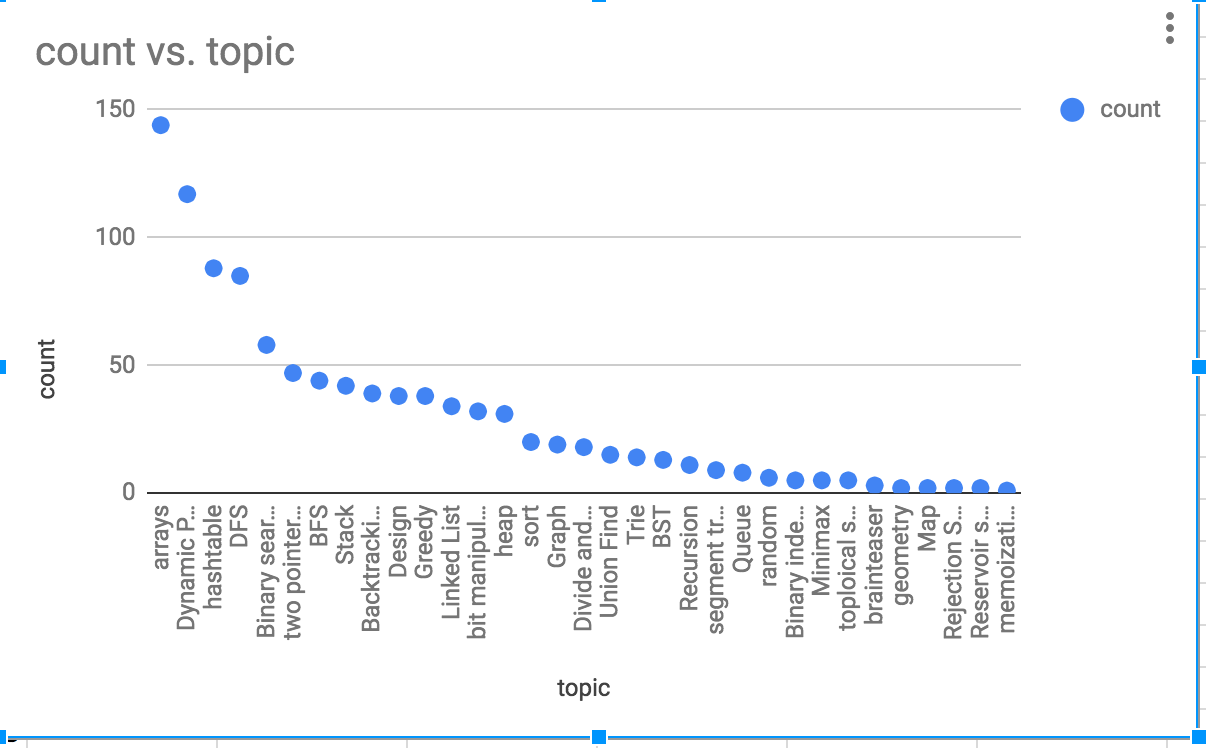 count vs. topic
150
count
100
50
0
count
arrays
Dynamic P...
hashtable
DFS
Binary sear...
two pointer...
BFS
Stack
Backtracki...
Design
Greedy
Linked List
bit manipul...
heap
sort
Graph
Divide and...
Union Find
Trie
BST
Recursion
segment tr...
Queue
random
Binary inde...
Minimax
toploical s...
brainteaser
geometry
Map
Rejection S...
Reservoir s...
memoizati...
topic